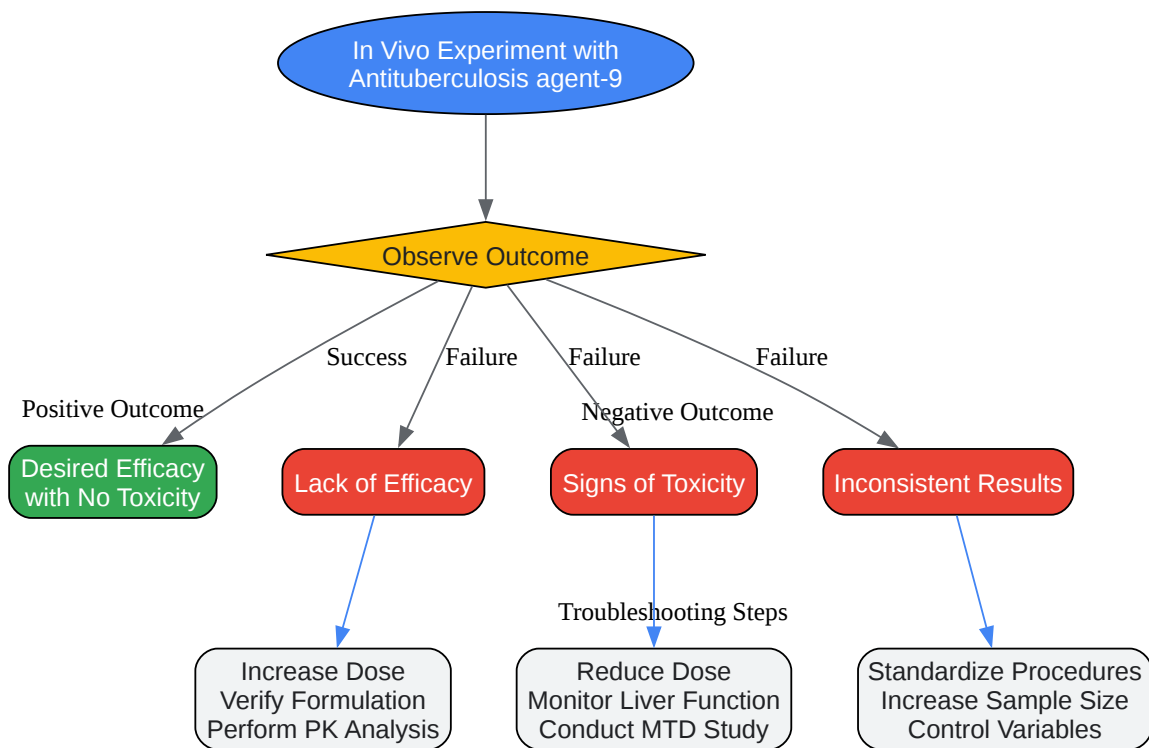 In Vivo Experiment with
Antituberculosis agent-9
Observe Outcome
Success
Failure
Failure
Failure
Positive Outcome
Negative Outcome
Desired Efficacy
with No Toxicity
Lack of Efficacy
Signs of Toxicity
Inconsistent Results
Troubleshooting Steps
Increase Dose
Verify Formulation
Perform PK Analysis
Reduce Dose
Monitor Liver Function
Conduct MTD Study
Standardize Procedures
Increase Sample Size
Control Variables